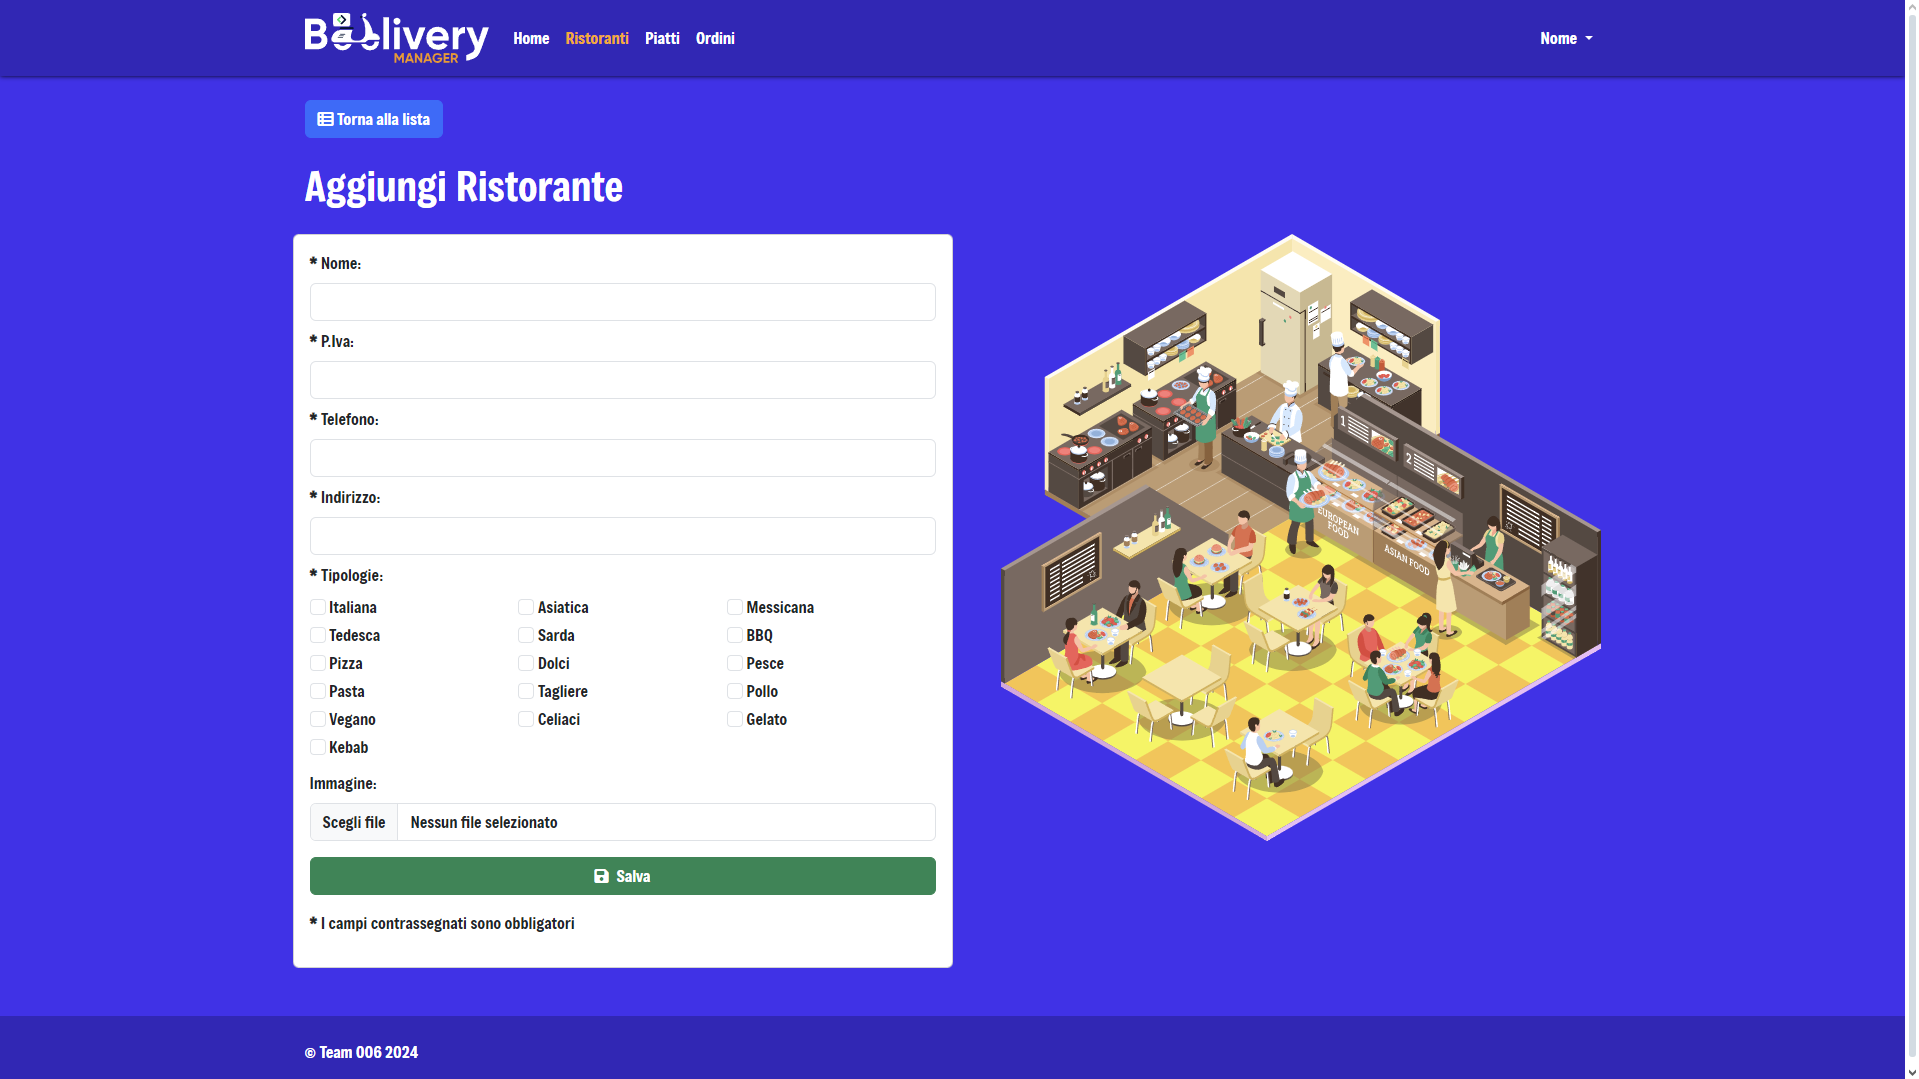 Boolivery
MANAGER
Home Ristoranti Piatti Ordini
Nome
Torna alla lista
Aggiungi Ristorante
* Nome:
* P.Iva:
* Telefono:
* Indirizzo:
* Tipologie:
Italiana Asiatica Messicana
Tedesca Sarda BBQ
Pizza Dolci Pesce
Pasta Tagliere Pollo
Vegano Celiaci Gelato
Kebab
Immagine:
Scegli file Nessun file selezionato
Salva
* I campi contrassegnati sono obbligatori
1
2
EUROPEAN
FOOD
ASIAN FOOD
© Team 006 2024